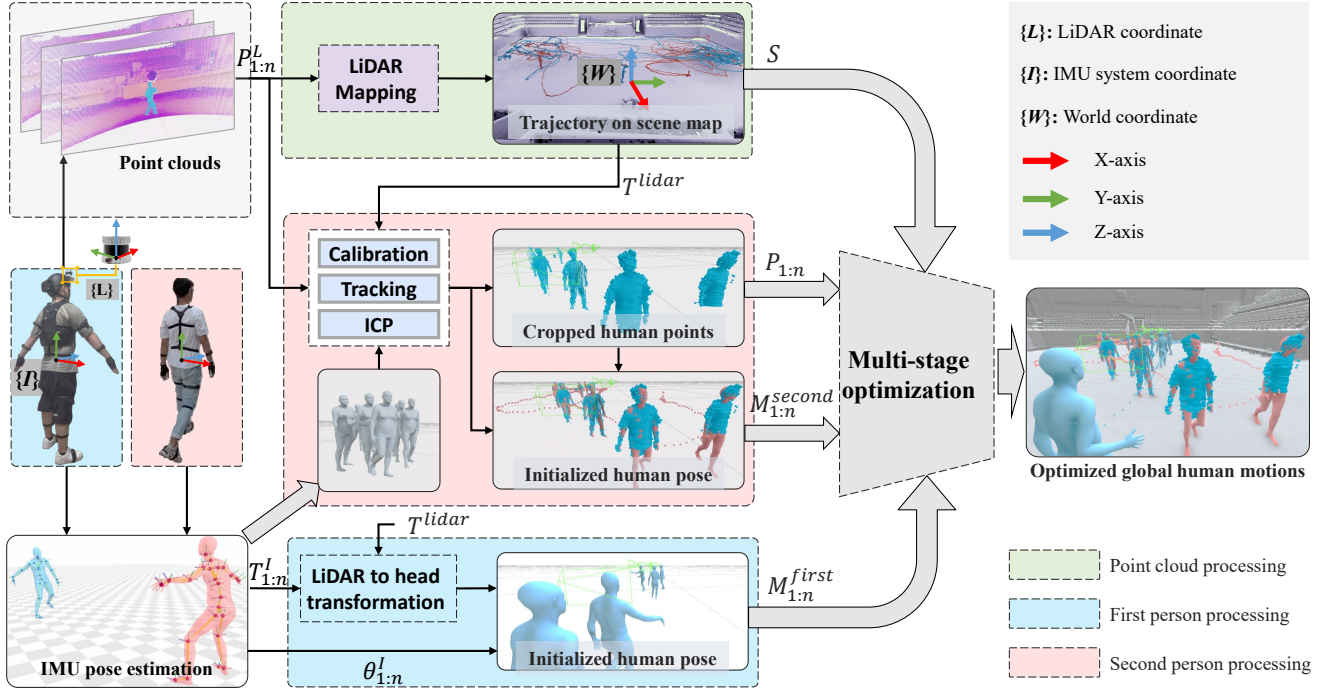 Point clouds
P^L_{1:n}
LiDAR
Mapping
{W}
Trajectory on scene map
S
T^{lidar}
{L}: LiDAR coordinate
{I}: IMU system coordinate
{W}: World coordinate
X-axis
Y-axis
Z-axis
{L}
{I}
Calibration
Tracking
ICP
Cropped human points
P_{1:n}
Initialized human pose
M^{second}_{1:n}
Multi-stage
optimization
Optimized global human motions
T^{lidar}
IMU pose estimation
T^I_{1:n}
LiDAR to head
transformation
θ^I_{1:n}
Initialized human pose
M^{first}_{1:n}
Point cloud processing
First person processing
Second person processing